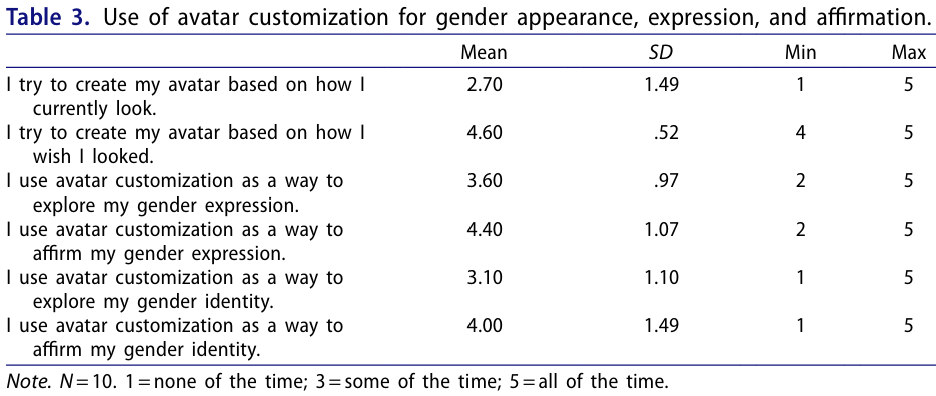 Table 3. Use of avatar customization for gender appearance, expression, and affirmation.
Mean SD Min Max
I try to create my avatar based on how I 2.70 1.49 1 5
currently look.
I try to create my avatar based on how I 4.60 .52 4 5
wish I looked.
I use avatar customization as a way to 3.60 .97 2 5
explore my gender expression.
I use avatar customization as a way to 4.40 1.07 2 5
affirm my gender expression.
I use avatar customization as a way to 3.10 1.10 1 5
explore my gender identity.
I use avatar customization as a way to 4.00 1.49 1 5
affirm my gender identity.
Note. N = 10. 1 = none of the time; 3 = some of the time; 5 = all of the time.